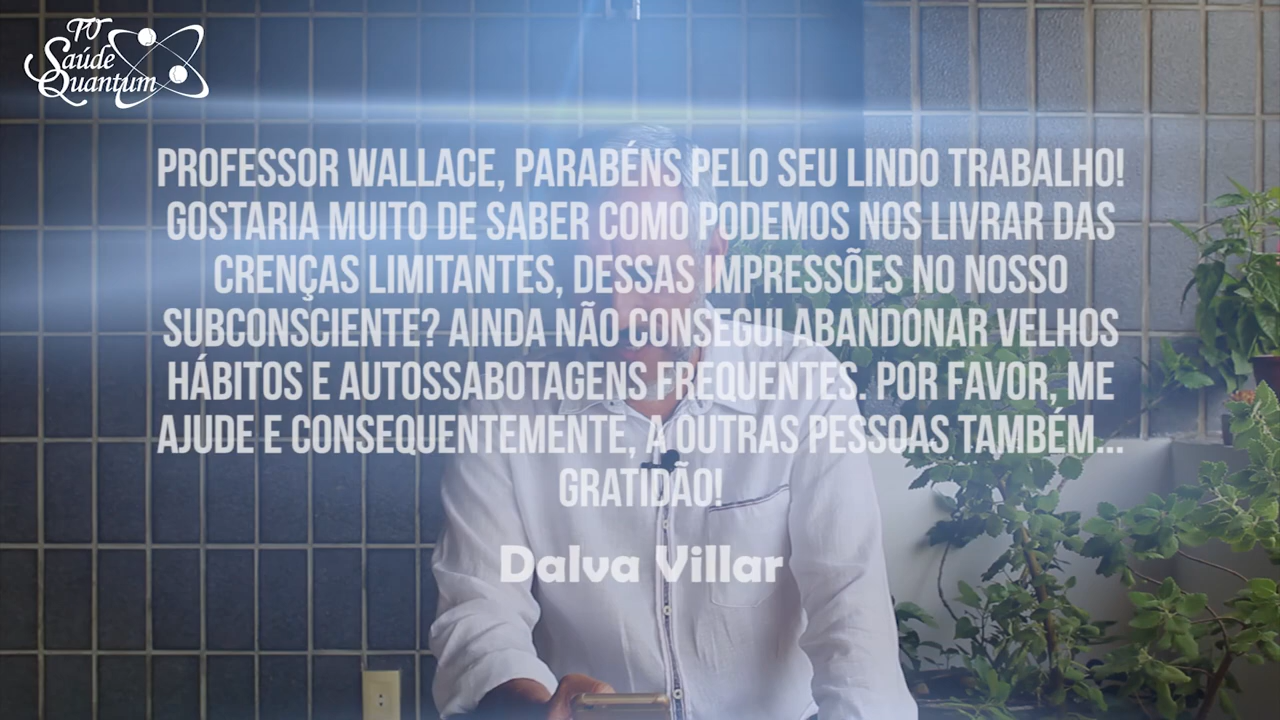 TV
Saúde
Quantum
PROFESSOR WALLACE, PARABÉNS PELO SEU LINDO TRABALHO!
GOSTARIA MUITO DE SABER COMO PODEMOS NOS LIVRAR DAS
CRENÇAS LIMITANTES, DESSAS IMPRESSÕES NO NOSSO
SUBCONSCIENTE? AINDA NÃO CONSEGUI ABANDONAR VELHOS
HÁBITOS E AUTOSSABOTAGENS FREQUENTES. POR FAVOR, ME
AJUDE E CONSEQUENTEMENTE, A OUTRAS PESSOAS TAMBÉM...
GRATIDÃO!
Dalva Villar